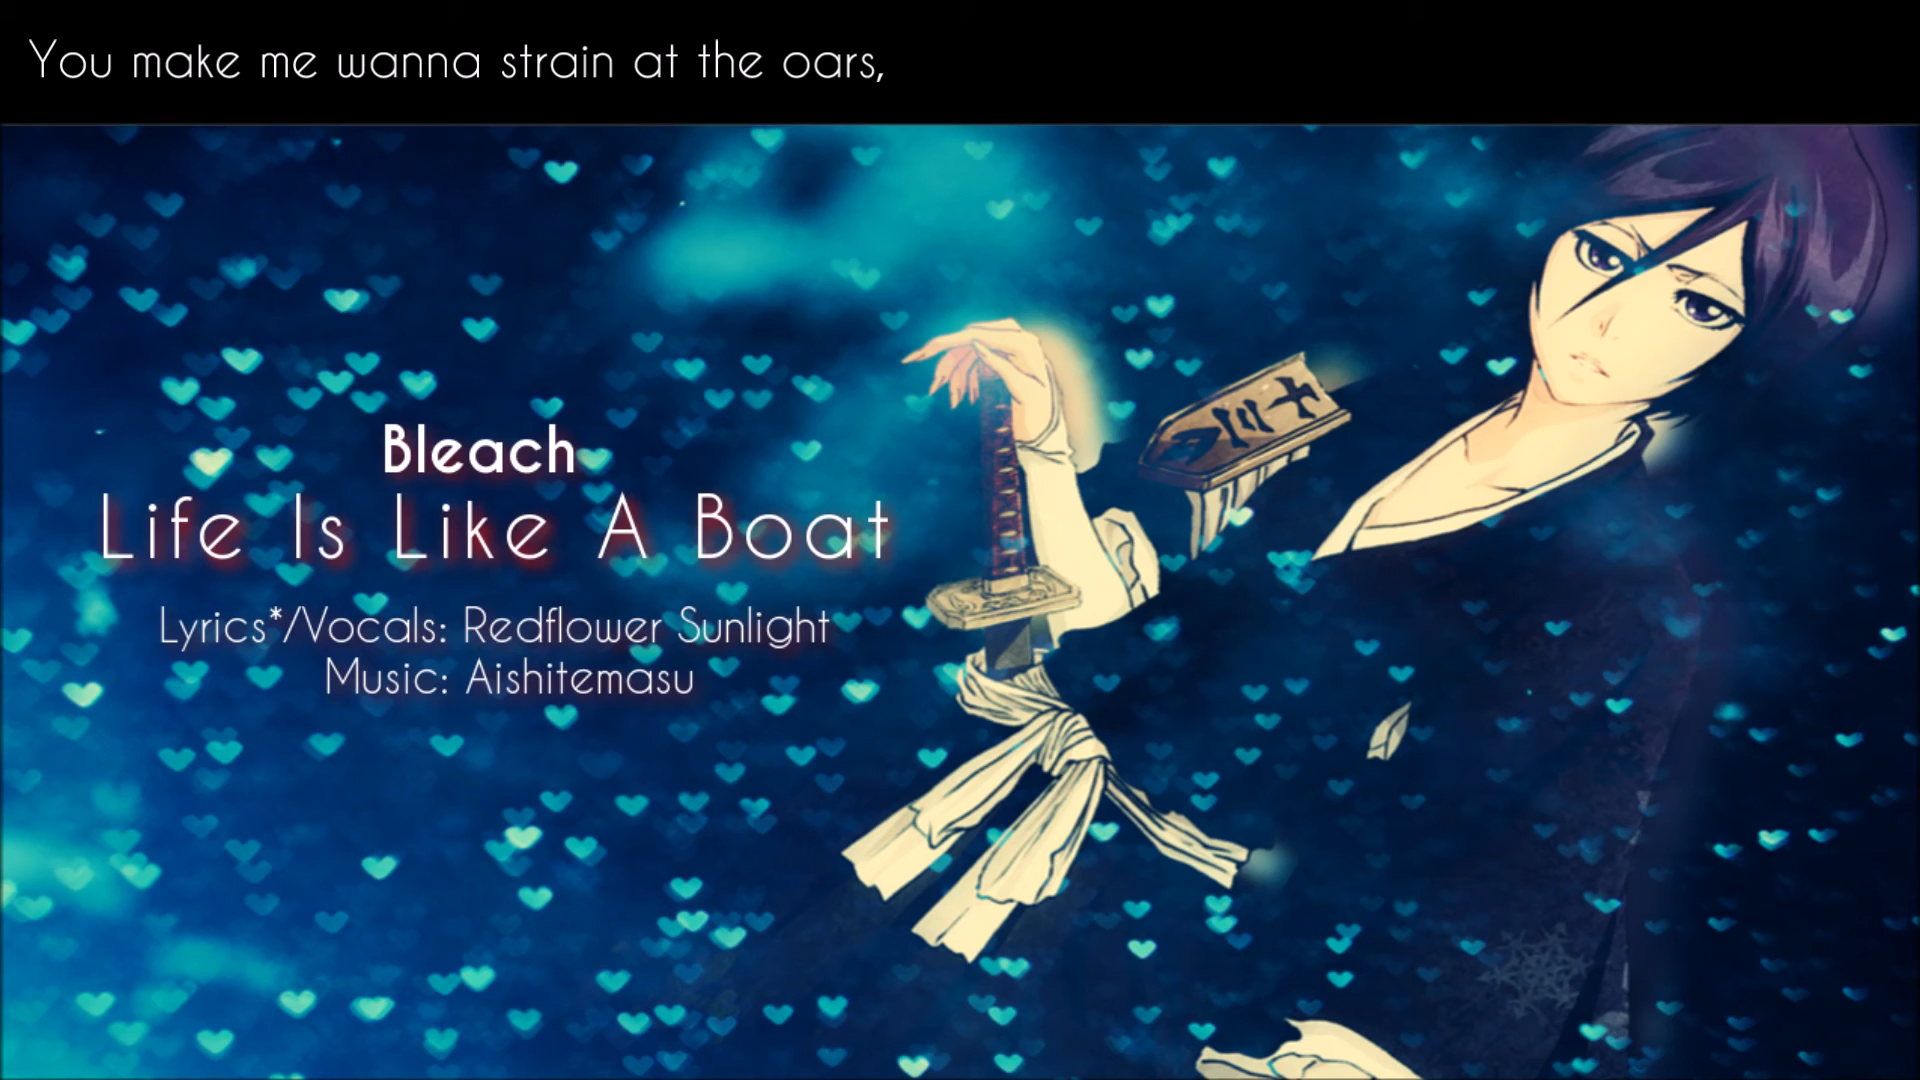 You make me wanna strain at the oars,
Bleach
Life Is Like A Boat
Lyrics*/Vocals: Redflower Sunlight
Music: Aishitemasu